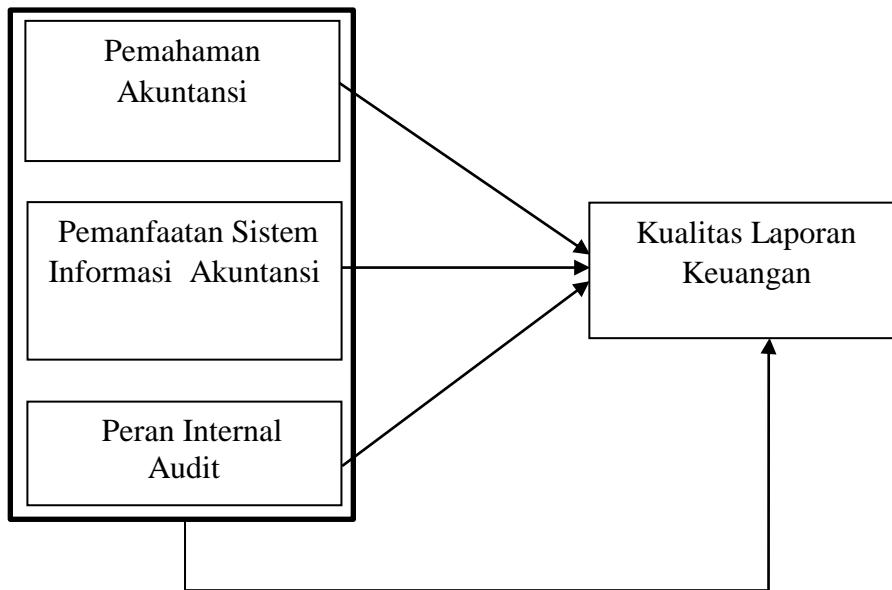 Pemahaman
Akuntansi
Pemanfaatan Sistem
Informasi Akuntansi
Peran Internal
Audit
Kualitas Laporan
Keuangan